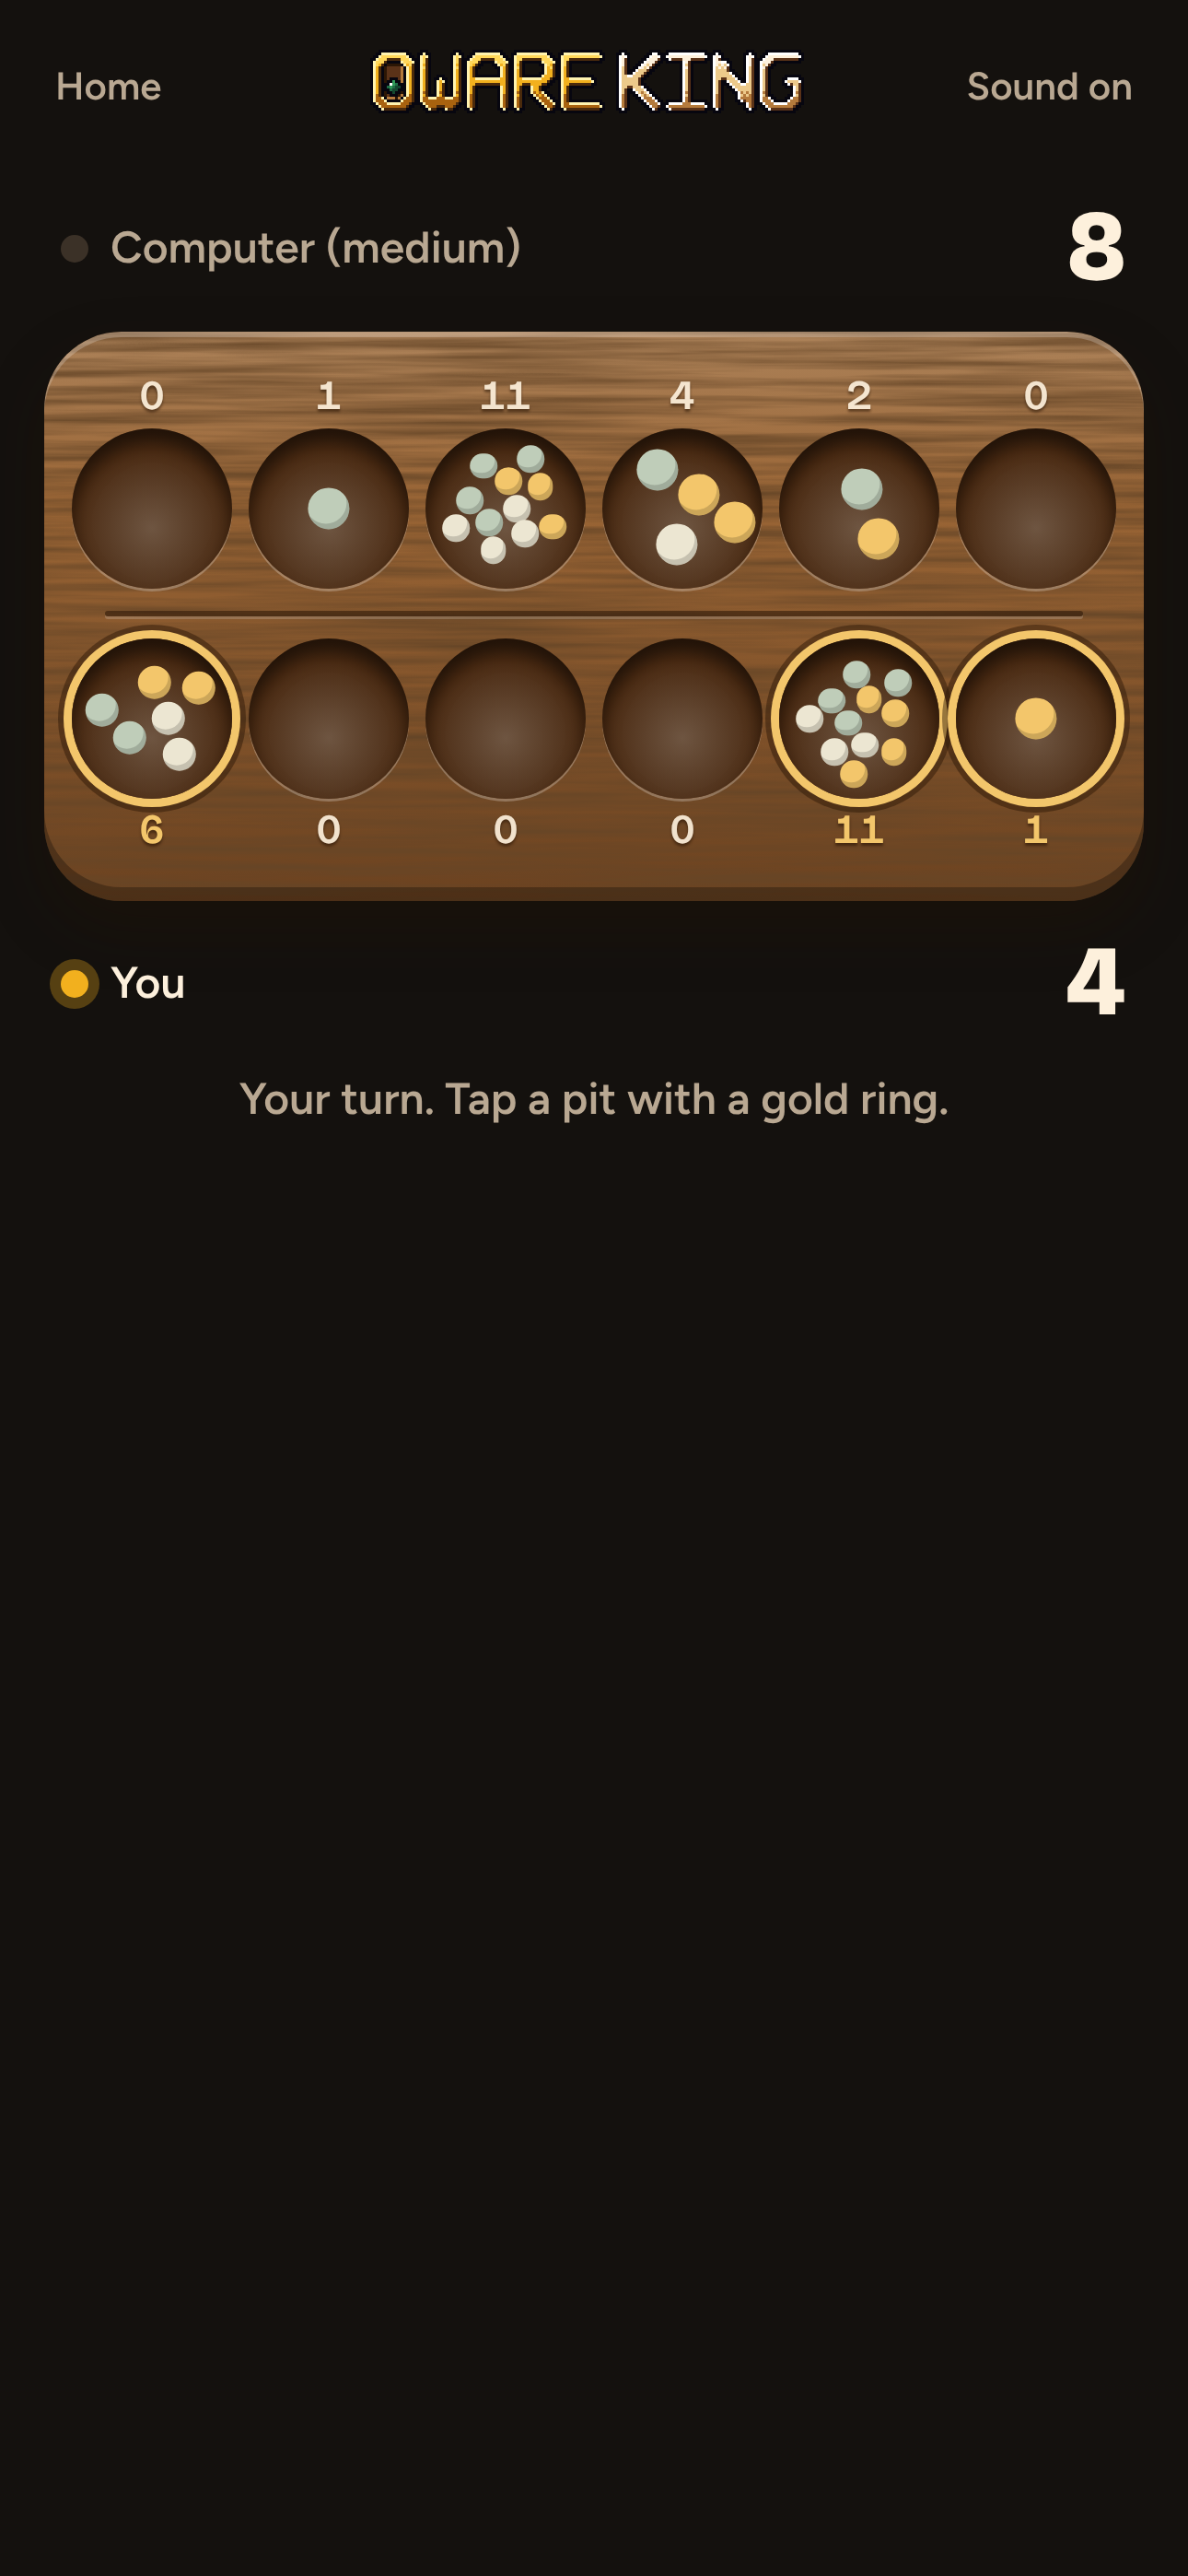 Home
OWARE KING
Sound on
Computer (medium)
8
0 1 11 4 2 0
6 0 0 0 11 1
You
4
Your turn. Tap a pit with a gold ring.